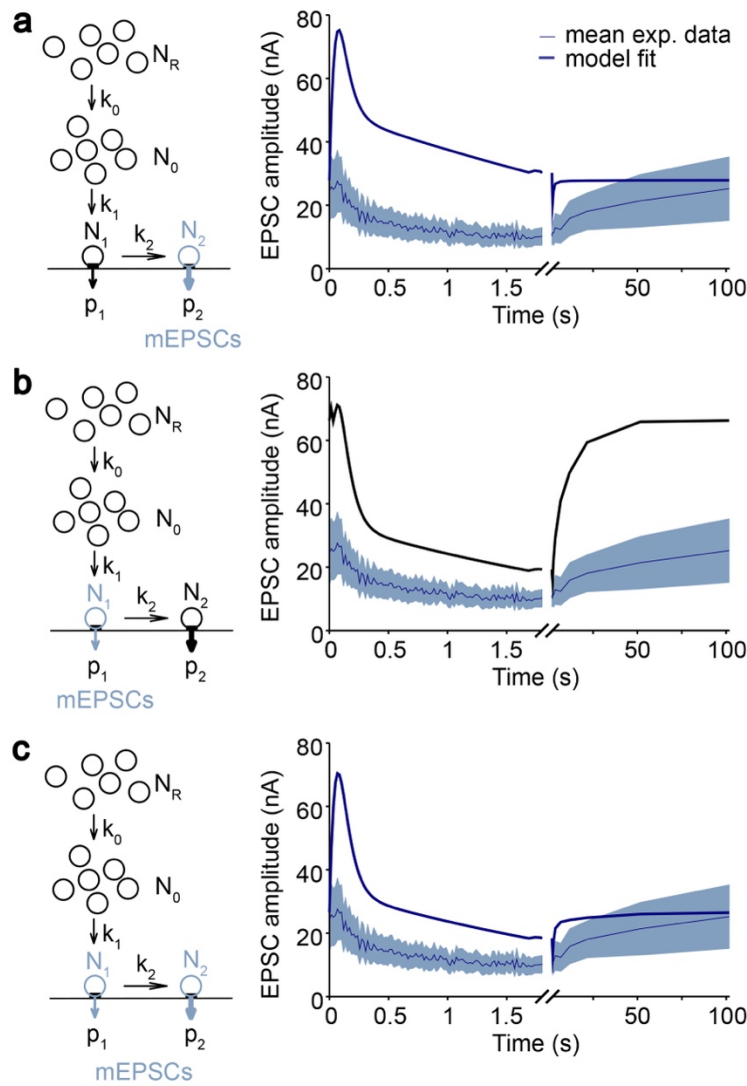 a
N_R
k_0
N_0
k_1
N_1
k_2
N_2
p_1
p_2
mEPSCs
EPSC amplitude (nA)
80
60
40
20
0
mean exp. data
model fit
0 0.5 1 1.5 50 100
Time (s)
b
N_R
k_0
N_0
k_1
N_1
k_2
N_2
p_1
p_2
mEPSCs
EPSC amplitude (nA)
80
60
40
20
0
0 0.5 1 1.5 50 100
Time (s)
c
N_R
k_0
N_0
k_1
N_1
k_2
N_2
p_1
p_2
mEPSCs
EPSC amplitude (nA)
80
60
40
20
0
0 0.5 1 1.5 50 100
Time (s)